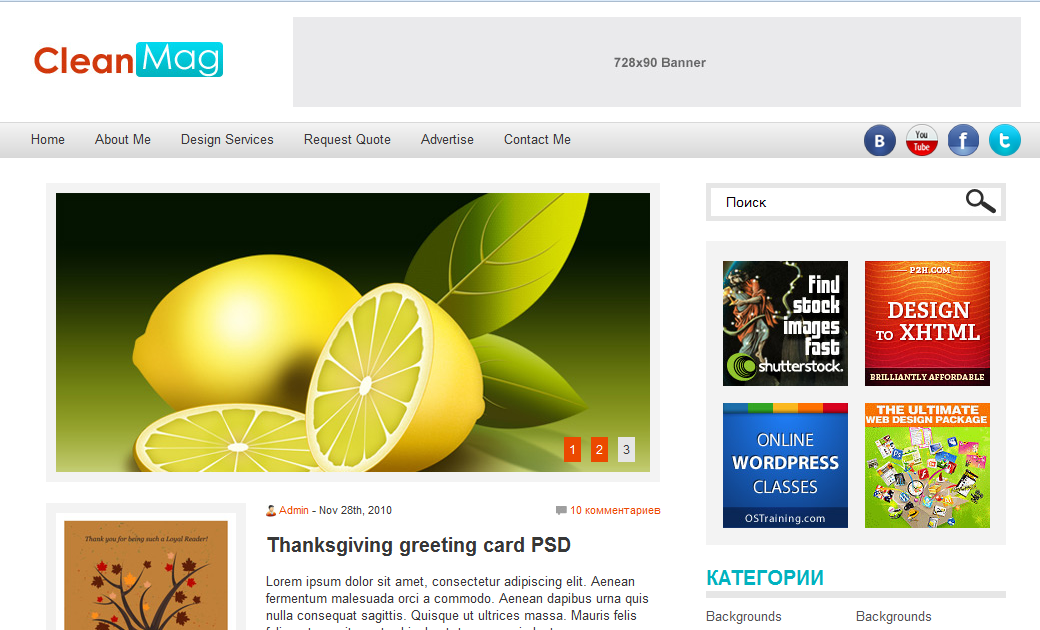 CleanMag
728x90 Banner
Home About Me Design Services Request Quote Advertise Contact Me
B You Tube f t
Поиск
1 2 3
find
stock
images
fast
shutterstock.
P2H.COM
DESIGN
TO XHTML
BRILLIANTLY AFFORDABLE
ONLINE
WORDPRESS
CLASSES
OSTraining.com
THE ULTIMATE
WEB DESIGN PACKAGE
Admin - Nov 28th, 2010 10 комментариев
Thanksgiving greeting card PSD
Thank you for being such a Loyal Reader!
Lorem ipsum dolor sit amet, consectetur adipiscing elit. Aenean
fermentum malesuada orci a commodo. Aenean dapibus urna quis
nulla consequat sagittis. Quisque ut ultrices massa. Mauris felis
КАТЕГОРИИ
Backgrounds Backgrounds